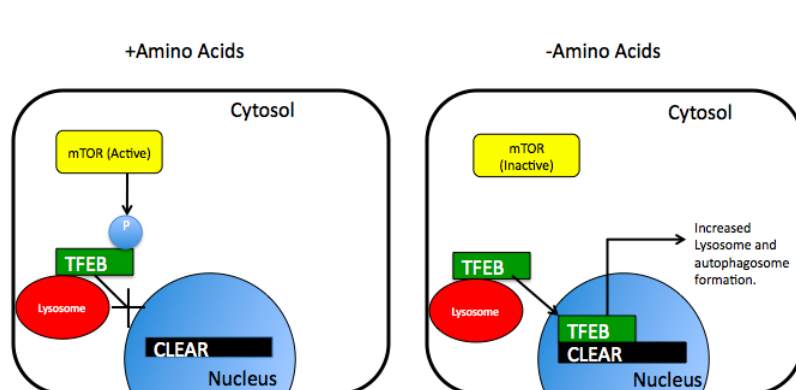 +Amino Acids
Cytosol
mTOR (Active)
P
TFEB
Lysosome
CLEAR
Nucleus
-Amino Acids
Cytosol
mTOR
(Inactive)
Increased
Lysosome and
autophagosome
formation.
TFEB
Lysosome
TFEB
CLEAR
Nucleus